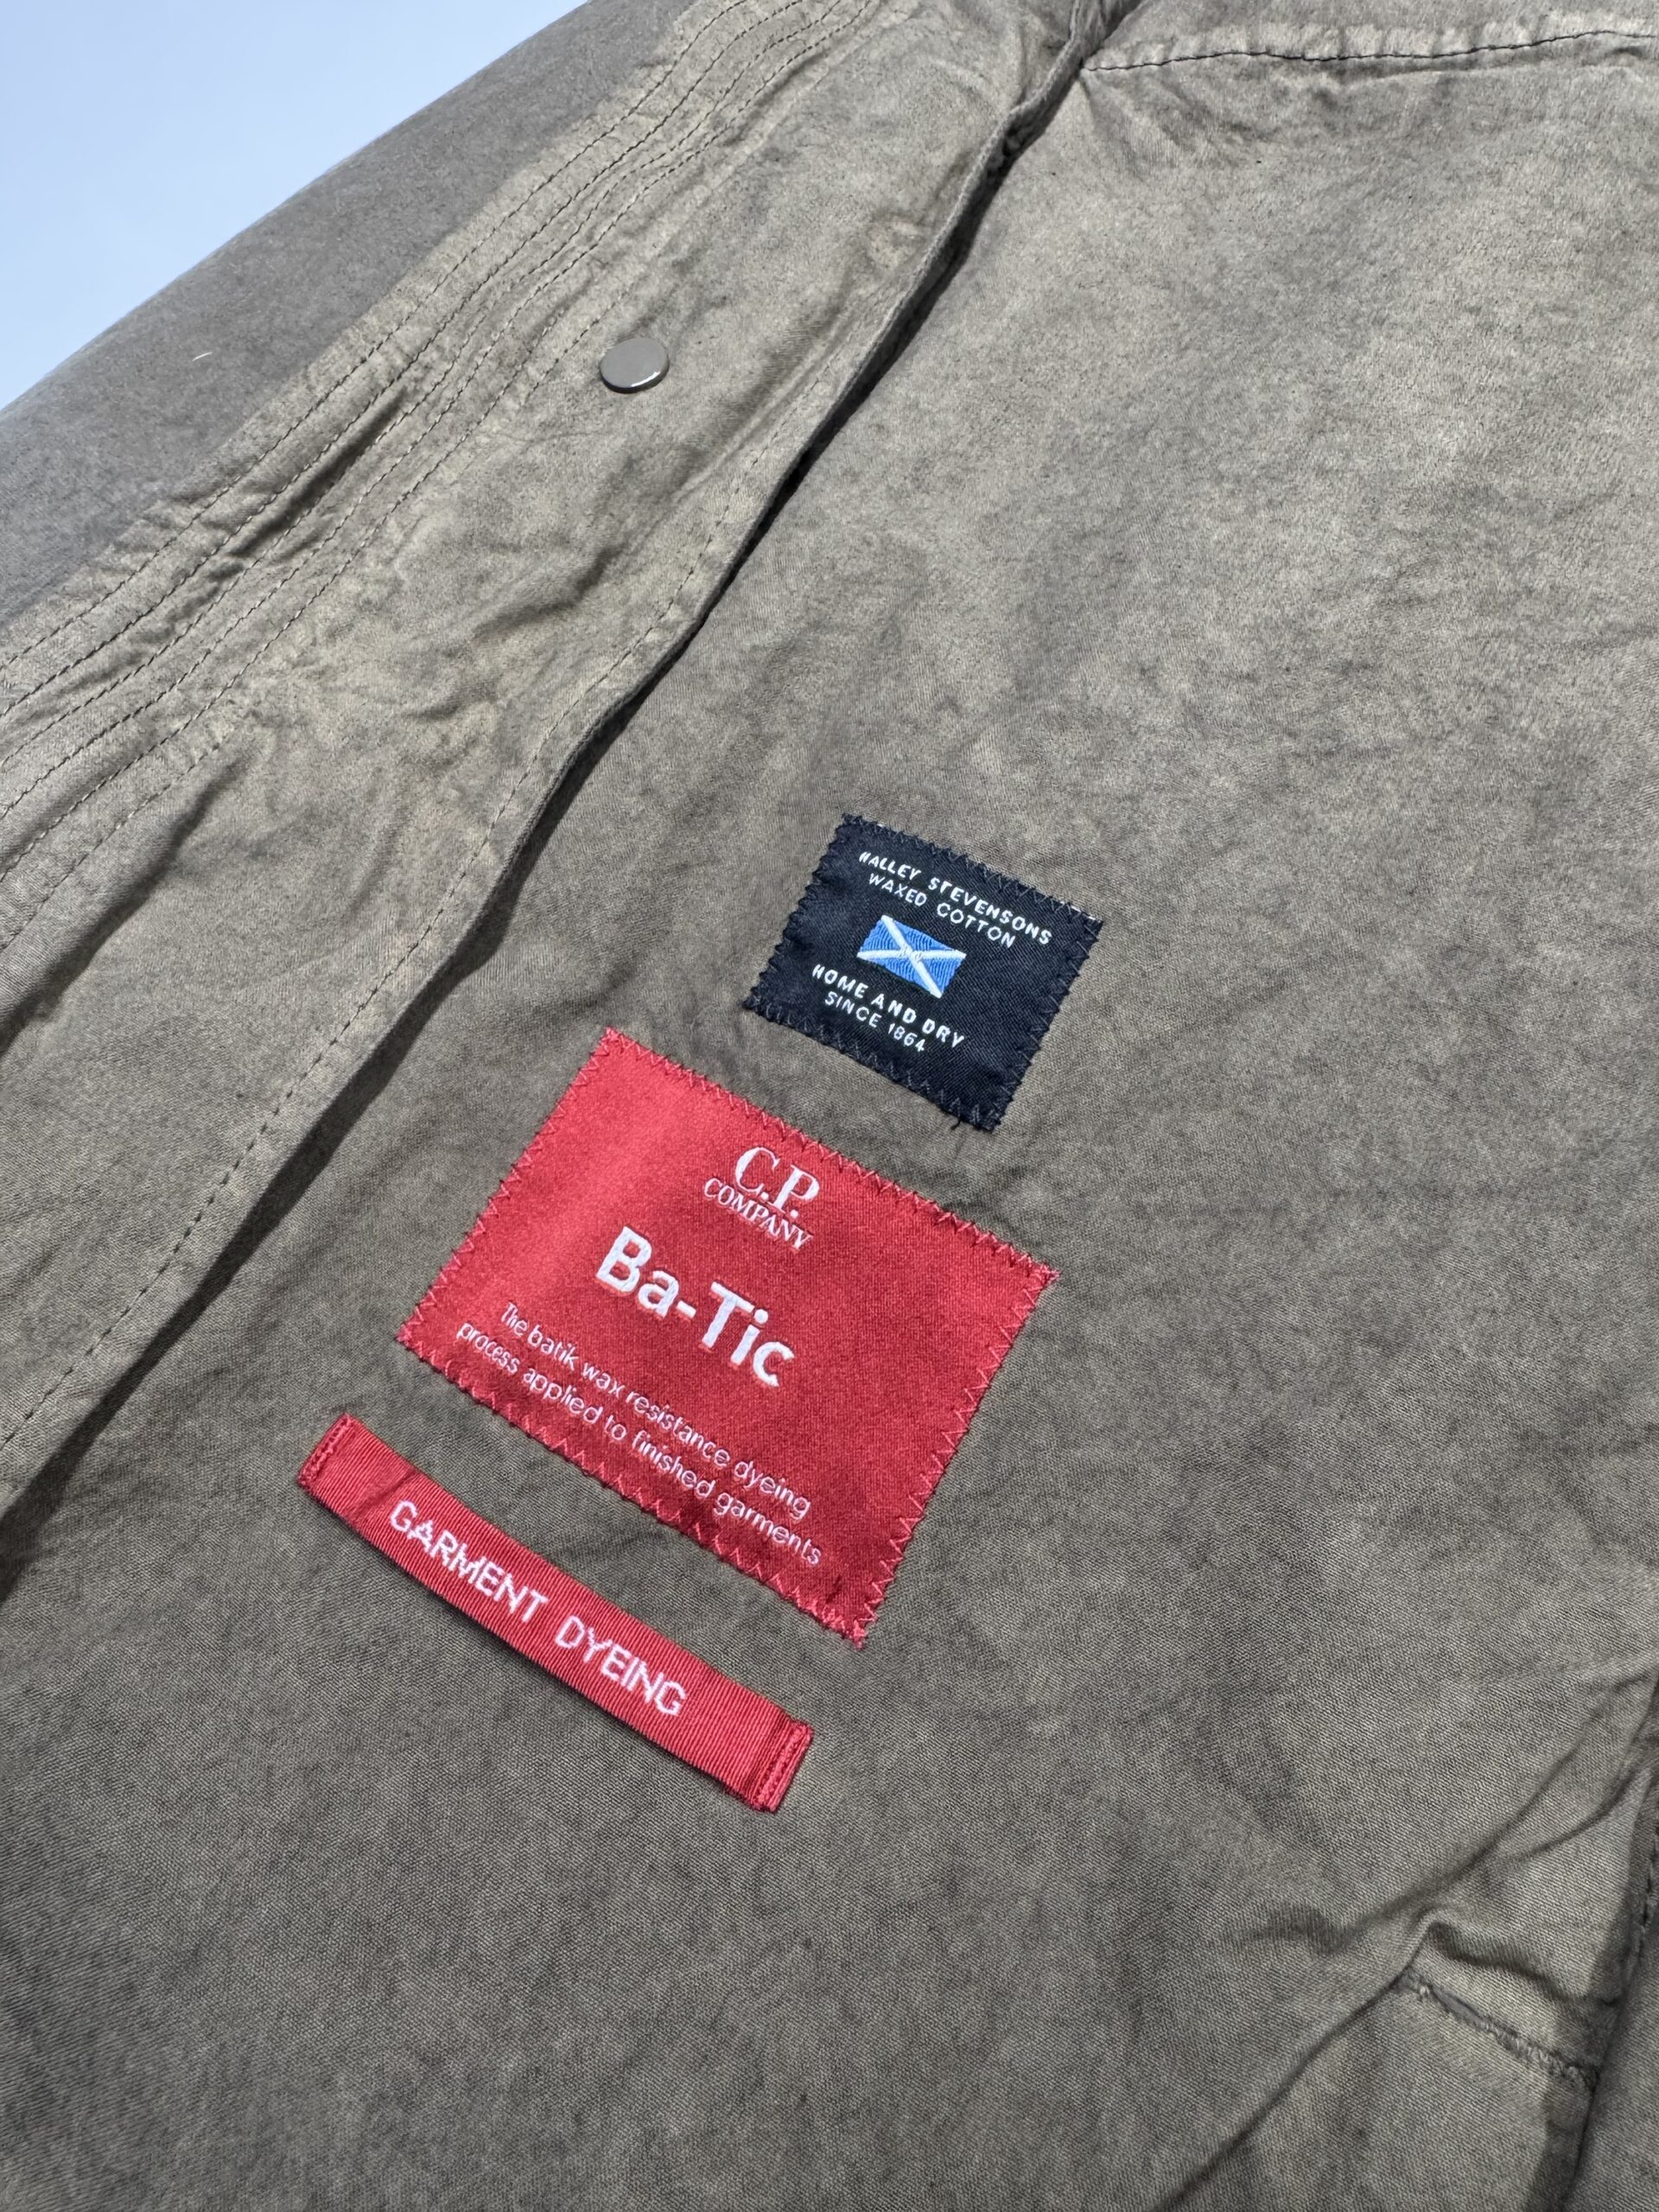 HALLEY STEVENSONS
WAXED COTTON
HOME AND DRY
SINCE 1864
C.P.
COMPANY
Ba-Tic
The batik wax resistance dyeing
process applied to finished garments
GARMENT DYEING